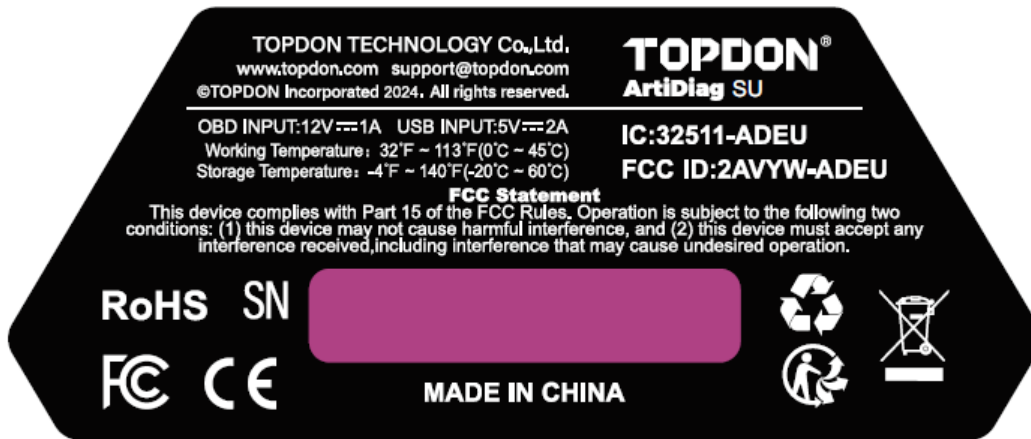 TOPDON TECHNOLOGY Co.,Ltd.
www.topdon.com support@topdon.com
©TOPDON Incorporated 2024. All rights reserved.
TOPDON®
ArtiDiag SU
OBD INPUT:12V⎓1A USB INPUT:5V⎓2A
Working Temperature: 32°F ~ 113°F(0°C ~ 45°C)
Storage Temperature: -4°F ~ 140°F(-20°C ~ 60°C)
IC:32511-ADEU
FCC ID:2AVYW-ADEU
FCC Statement
This device complies with Part 15 of the FCC Rules. Operation is subject to the following two
conditions: (1) this device may not cause harmful interference, and (2) this device must accept any
interference received,including interference that may cause undesired operation.
RoHS SN
FC CE
MADE IN CHINA